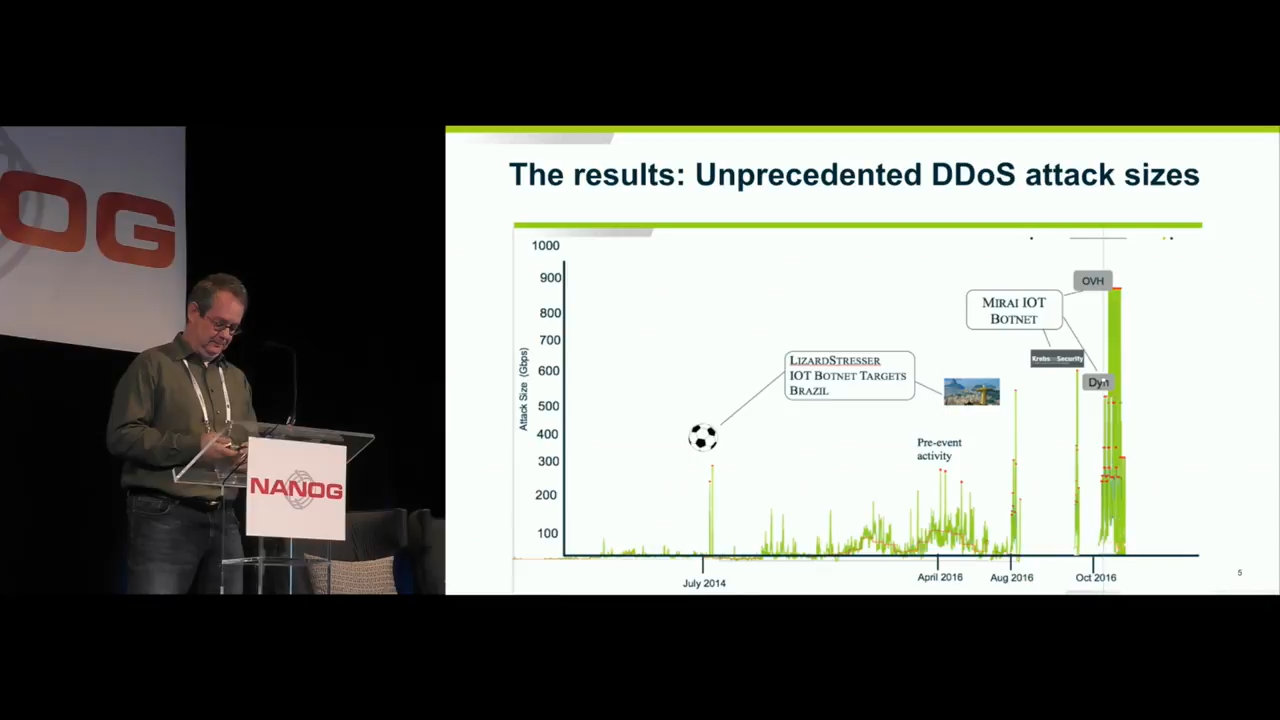 OG
NANOG
The results: Unprecedented DDoS attack sizes
1000
900
800
700
600
500
400
300
200
100
Attack Size (Gbps)
LIZARDSTRESSER
IOT BOTNET TARGETS
BRAZIL
Pre-event
activity
MIRAI IOT
BOTNET
OVH
KrebsonSecurity
Dyn
July 2014
April 2016
Aug 2016
Oct 2016
5